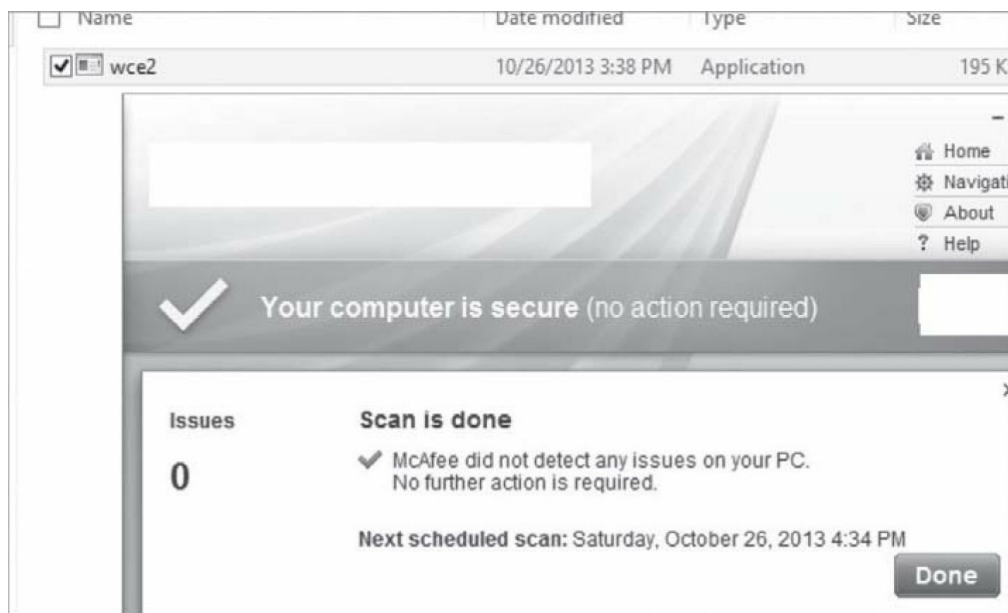 Name Date modified Type Size
wce2 10/26/2013 3:38 PM Application 195 K
Home
Navigati
About
? Help
Your computer is secure (no action required)
Issues
0
Scan is done
McAfee did not detect any issues on your PC.
No further action is required.
Next scheduled scan: Saturday, October 26, 2013 4:34 PM
Done